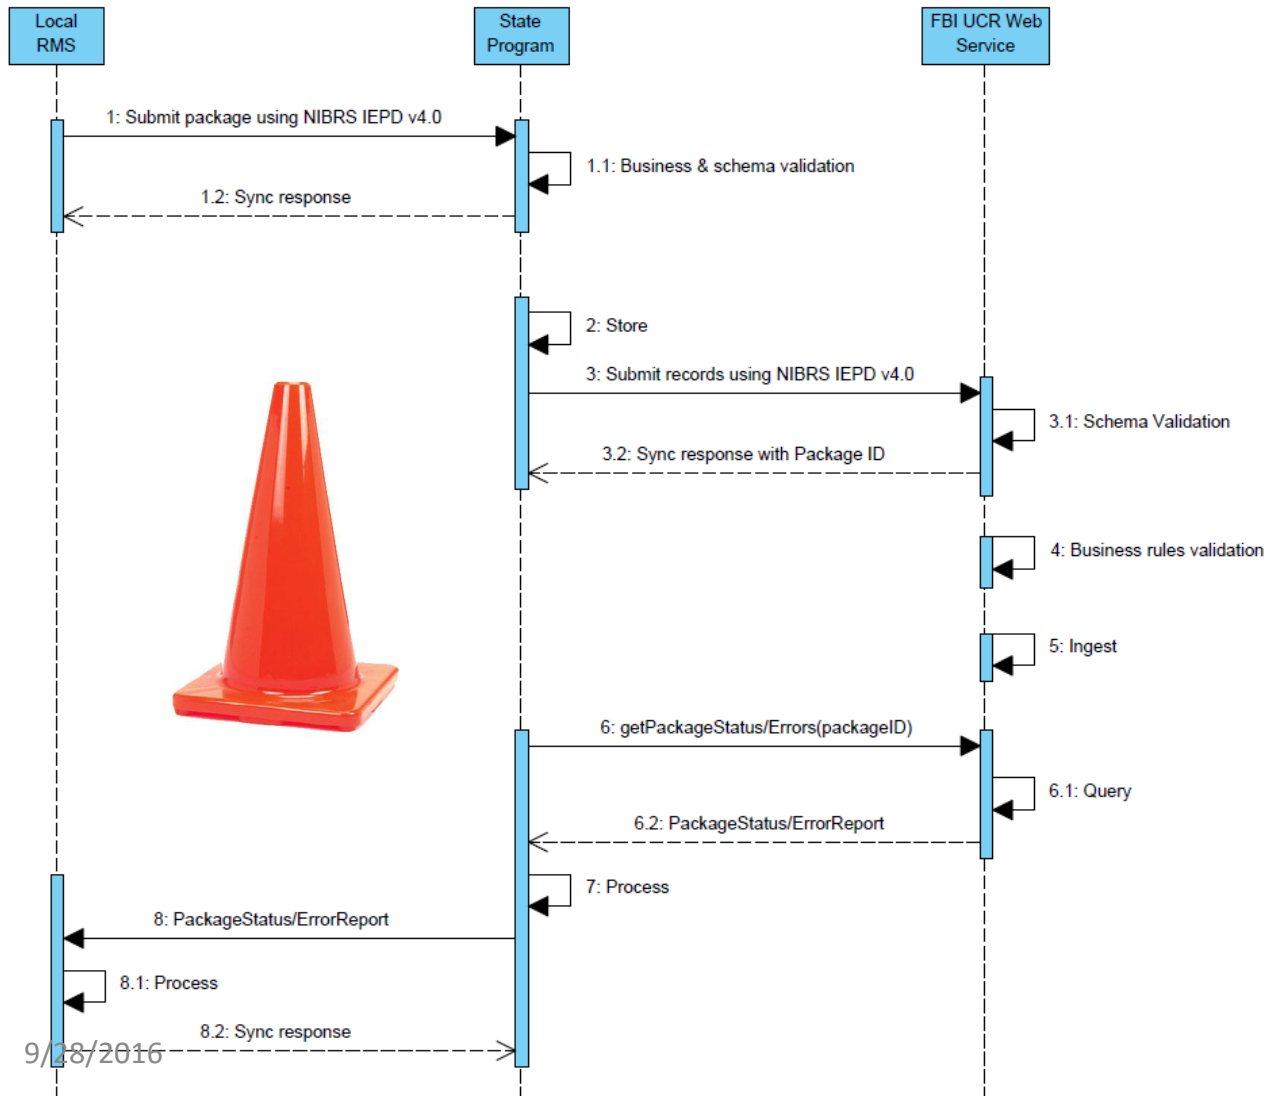 Local
RMS
State
Program
FBI UCR Web
Service
1: Submit package using NIBRS IEPD v4.0
1.1: Business & schema validation
1.2: Sync response
2: Store
3: Submit records using NIBRS IEPD v4.0
3.1: Schema Validation
3.2: Sync response with Package ID
4: Business rules validation
5: Ingest
6: getPackageStatus/Errors(packageID)
6.1: Query
6.2: PackageStatus/ErrorReport
7: Process
8: PackageStatus/ErrorReport
8.1: Process
8.2: Sync response
9/28/2016